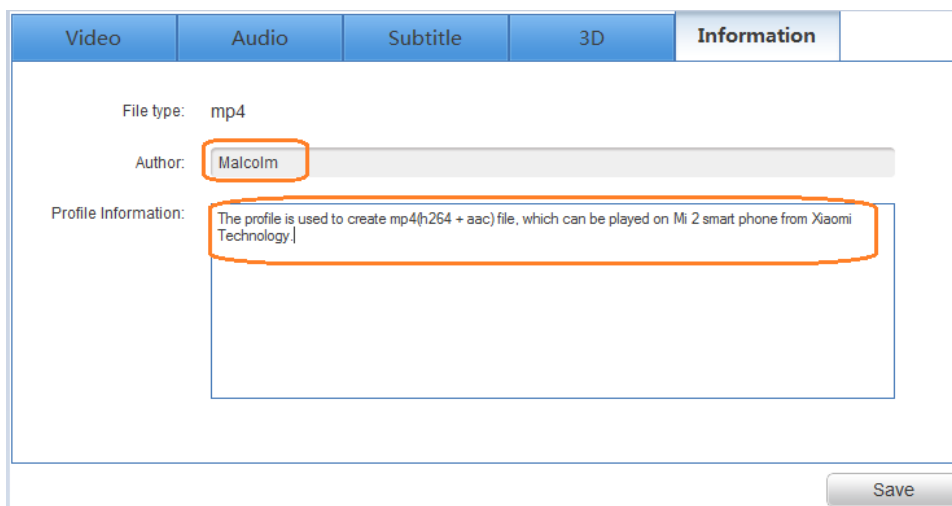 Video Audio Subtitle 3D Information
File type: mp4
Author: Malcolm
Profile Information: The profile is used to create mp4(h264 + aac) file, which can be played on Mi 2 smart phone from Xiaomi
Technology.
Save